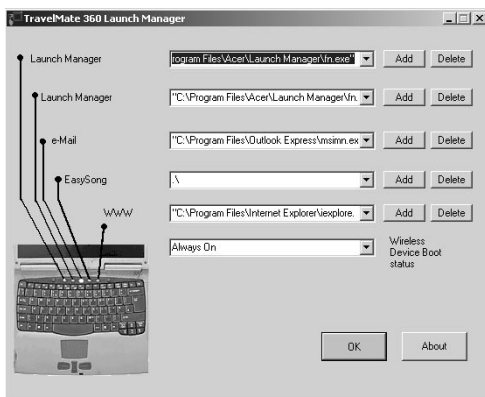 TravelMate 360 Launch Manager
Launch Manager
rogram Files\Acer\Launch Manager\fn.exe"
Add
Delete
Launch Manager
"C:\Program Files\Acer\Launch Manager\fn.
Add
Delete
e-Mail
"C:\Program Files\Outlook Express\msimn.ex
Add
Delete
EasySong
.\
Add
Delete
WWW
"C:\Program Files\Internet Explorer\iexplore.
Add
Delete
Always On
Wireless
Device Boot
status
OK
About